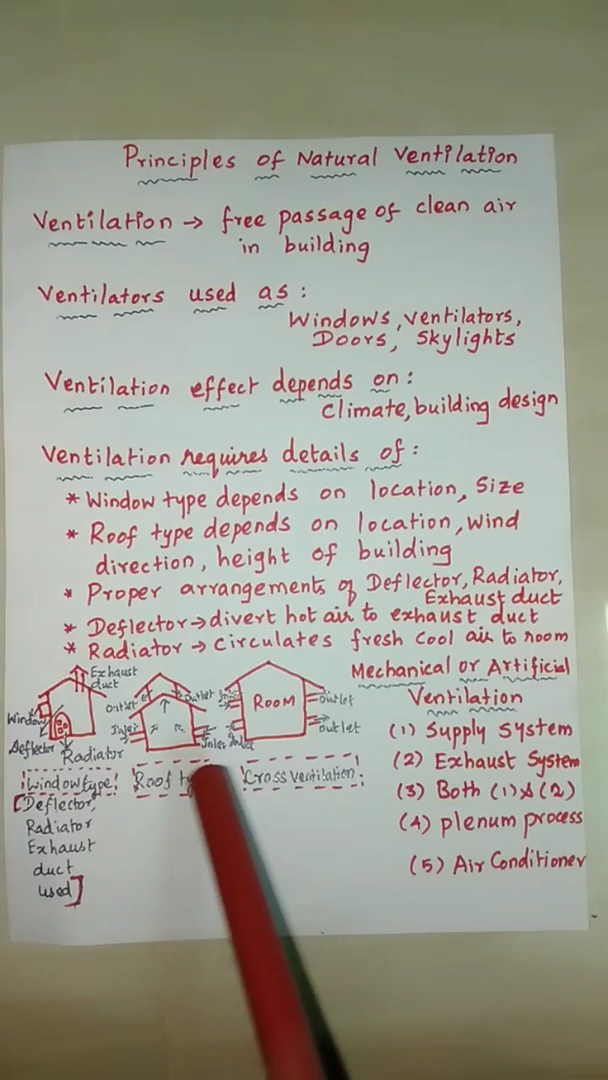 Principles of Natural Ventilation
Ventilation → free passage of clean air
in building
Ventilators used as :
Windows, ventilators,
Doors, Skylights
Ventilation effect depends on :
Climate, building design
Ventilation requires details of :
* Window type depends on location, Size
* Roof type depends on location, wind
direction, height of building
* Proper arrangements of Deflector, Radiator,
Exhaust duct
* Deflector → divert hot air to exhaust duct
* Radiator → circulates fresh cool air to room
Exhaust
duct
Window
Deflector
Radiator
Window type
[Deflector,
Radiator
Exhaust
duct
used]
Outlet
Outlet
Inlet
Inlet
Roof
Inlet
Inlet
ROOM
Outlet
Outlet
Cross ventilation
Mechanical or Artificial
Ventilation
(1) Supply System
(2) Exhaust System
(3) Both (1) & (2)
(4) plenum process
(5) Air Conditioner